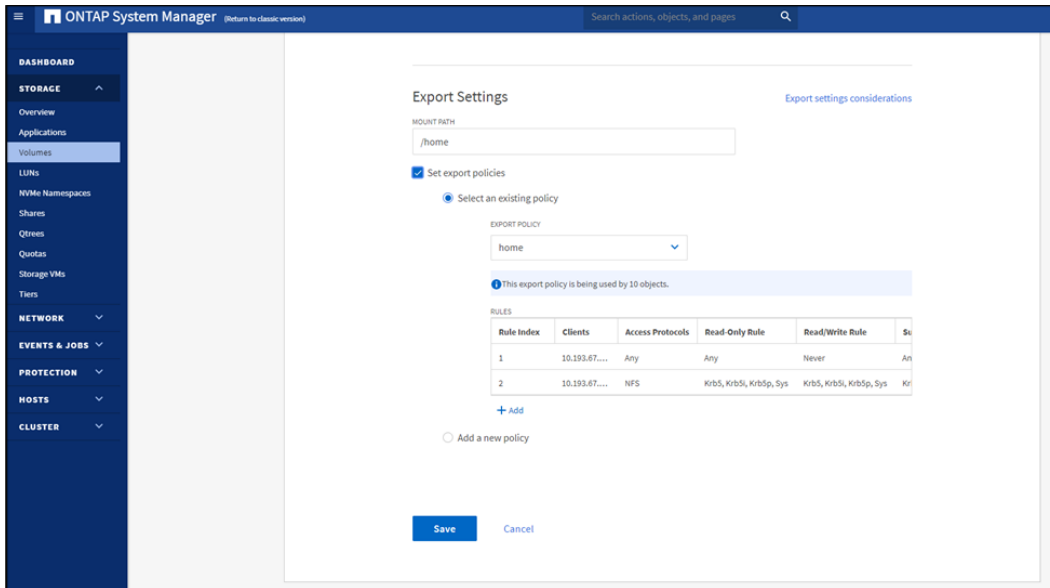 ONTAP System Manager (Return to classic version)
Search actions, objects, and pages
DASHBOARD
STORAGE
Overview
Applications
Volumes
LUNs
NVMe Namespaces
Shares
Qtrees
Quotas
Storage VMs
Tiers
NETWORK
EVENTS & JOBS
PROTECTION
HOSTS
CLUSTER
Export Settings
Export settings considerations
MOUNT PATH
/home
Set export policies
Select an existing policy
EXPORT POLICY
home
This export policy is being used by 10 objects.
RULES
Rule Index Clients Access Protocols Read-Only Rule Read/Write Rule
1 10.193.67.... Any Any Never An
2 10.193.67.... NFS Krb5, Krb5i, Krb5p, Sys Krb5, Krb5i, Krb5p, Sys Kr
+ Add
Add a new policy
Save Cancel